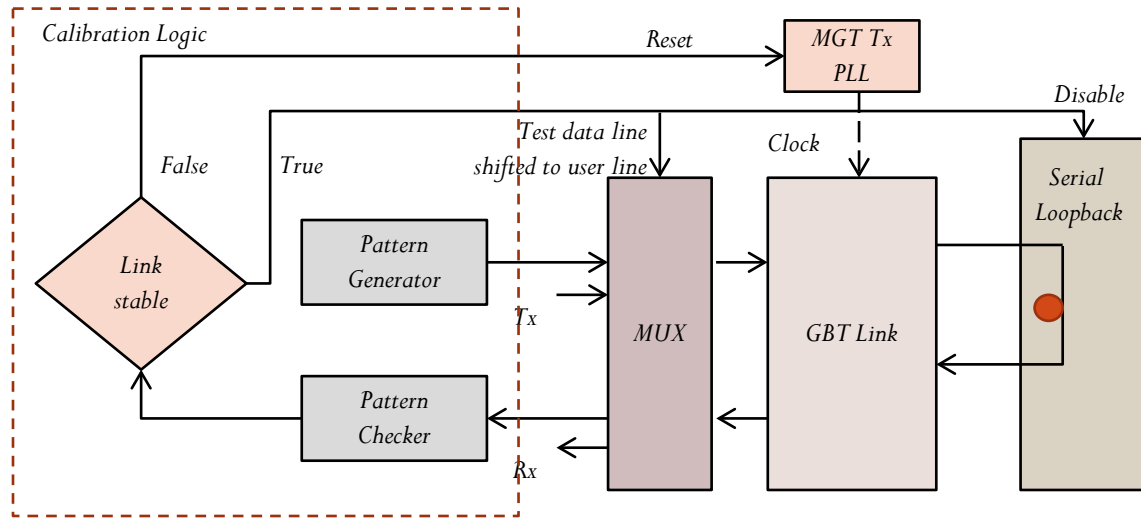 Calibration Logic
Reset
MGT Tx
PLL
Disable
Test data line
shifted to user line
Clock
False
True
Serial
Loopback
Pattern
Generator
Link
stable
Tx
MUX
GBT Link
Pattern
Checker
Rx